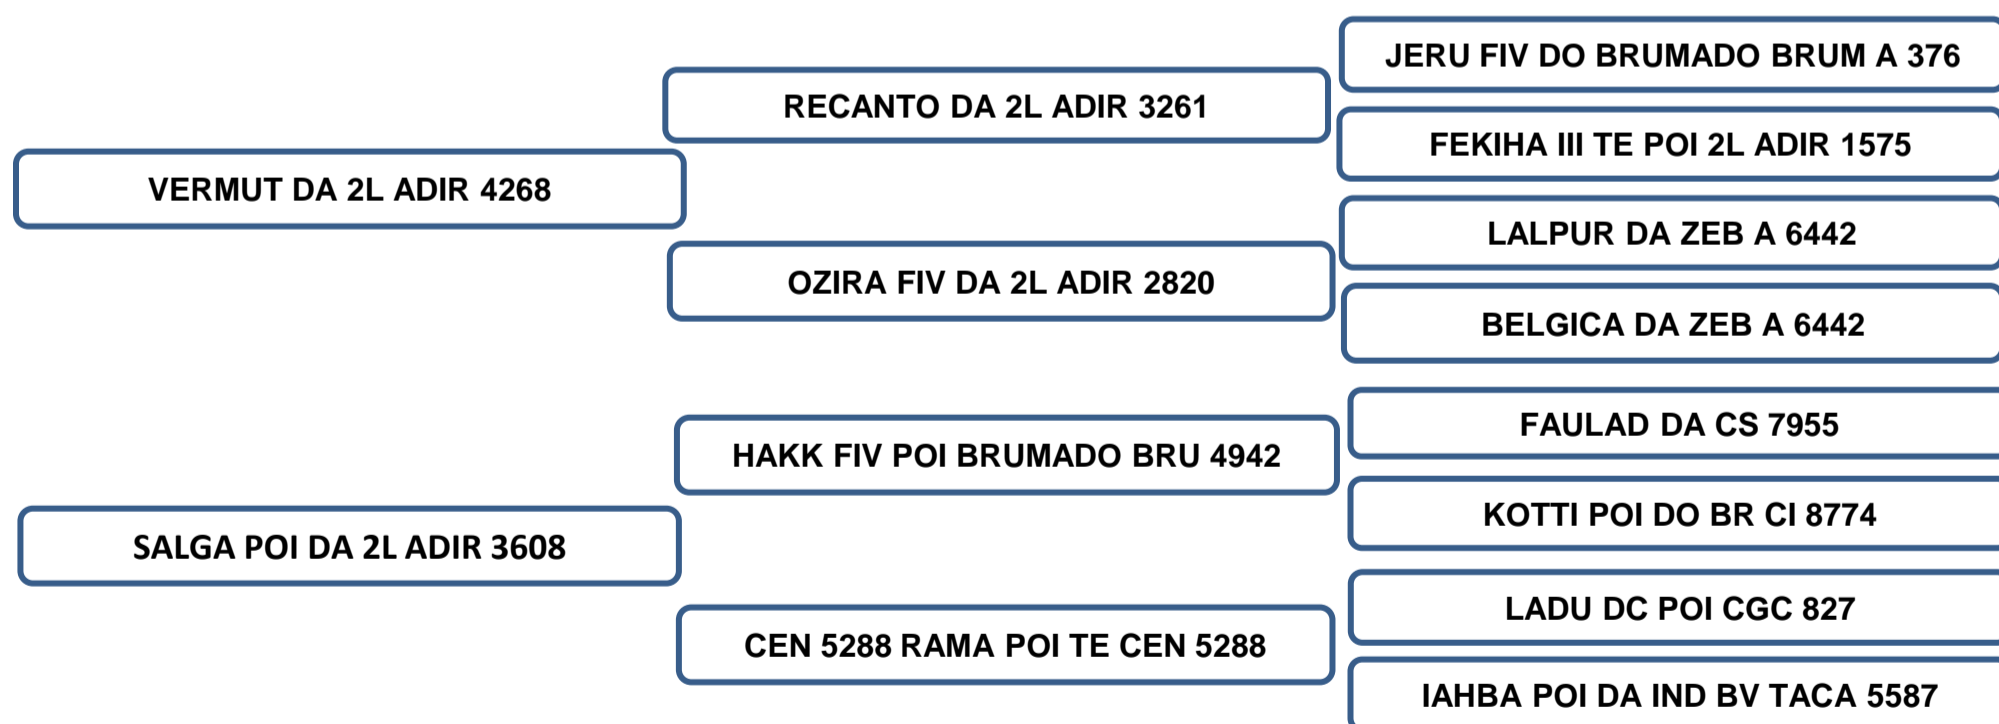 JERU FIV DO BRUMADO BRUM A 376
RECANTO DA 2L ADIR 3261
FEKIHA III TE POI 2L ADIR 1575
VERMUT DA 2L ADIR 4268
LALPUR DA ZEB A 6442
OZIRA FIV DA 2L ADIR 2820
BELGICA DA ZEB A 6442
FAULAD DA CS 7955
HAKK FIV POI BRUMADO BRU 4942
KOTTI POI DO BR CI 8774
SALGA POI DA 2L ADIR 3608
LADU DC POI CGC 827
CEN 5288 RAMA POI TE CEN 5288
IAHBA POI DA IND BV TACA 5587